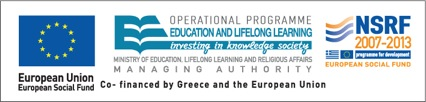 European Union
European Social Fund
OPERATIONAL PROGRAMME
EDUCATION AND LIFELONG LEARNING
investing in knowledge society
MINISTRY OF EDUCATION, LIFELONG LEARNING AND RELIGIOUS AFFAIRS
MANAGING AUTHORITY
Co- financed by Greece and the European Union
NSRF
2007-2013
programme for development
EUROPEAN SOCIAL FUND